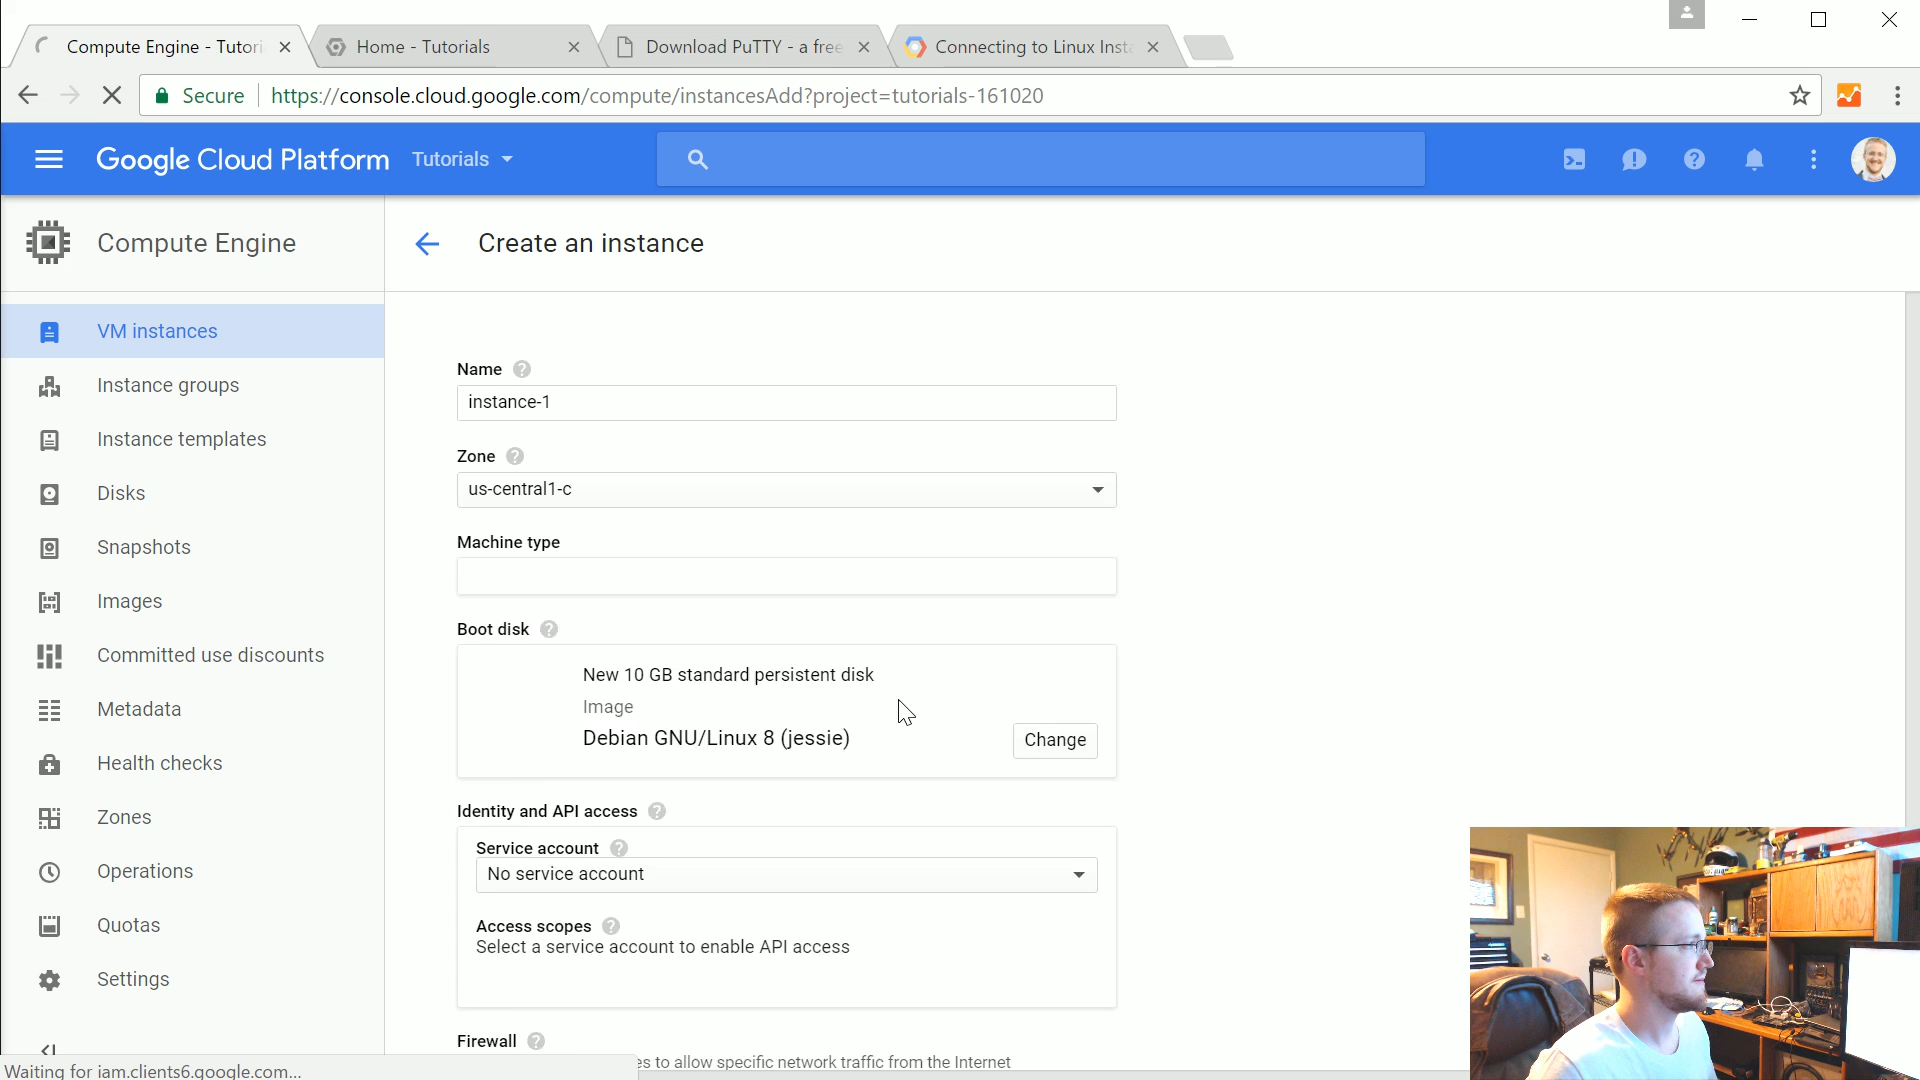 Compute Engine - Tutori
Home - Tutorials
Download PuTTY - a free
Connecting to Linux Inst
Secure
https://console.cloud.google.com/compute/instancesAdd?project=tutorials-161020
Google Cloud Platform
Tutorials
Compute Engine
Create an instance
VM instances
Instance groups
Instance templates
Disks
Snapshots
Images
Committed use discounts
Metadata
Health checks
Zones
Operations
Quotas
Settings
Name
instance-1
Zone
us-central1-c
Machine type
Boot disk
New 10 GB standard persistent disk
Image
Debian GNU/Linux 8 (jessie)
Change
Identity and API access
Service account
No service account
Access scopes
Select a service account to enable API access
Firewall
es to allow specific network traffic from the Internet
Waiting for iam.clients6.google.com...